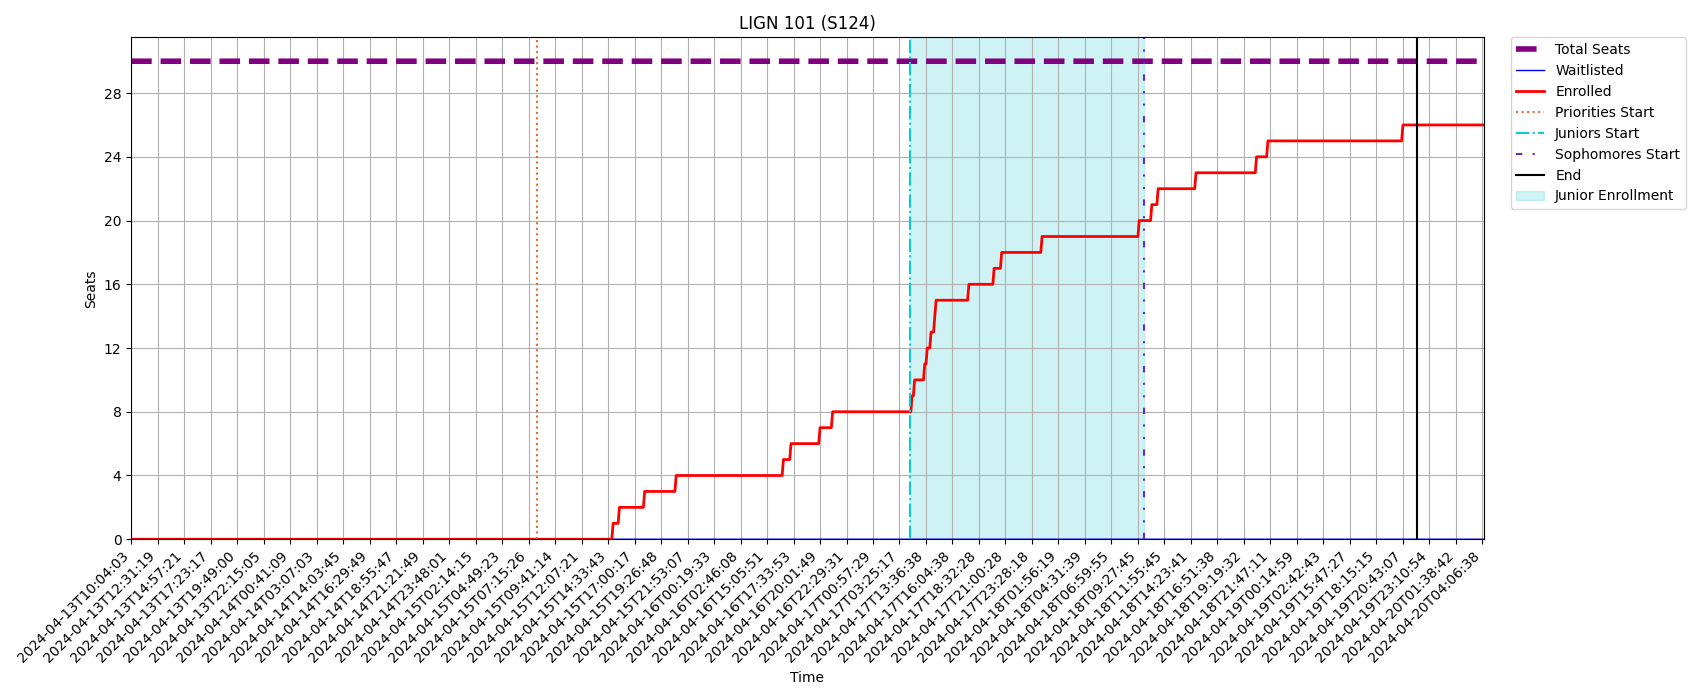 LIGN 101 (S124)
Total Seats
Waitlisted
Enrolled
Priorities Start
Juniors Start
Sophomores Start
End
Junior Enrollment
Seats
28
24
20
16
12
8
4
0
2024-04-13T10:04:03
2024-04-13T12:31:19
2024-04-13T14:57:21
2024-04-13T17:23:17
2024-04-13T19:49:00
2024-04-13T22:15:05
2024-04-14T00:41:09
2024-04-14T03:07:03
2024-04-14T14:03:45
2024-04-14T16:29:49
2024-04-14T18:55:47
2024-04-14T21:21:49
2024-04-14T23:48:01
2024-04-15T02:14:15
2024-04-15T04:49:23
2024-04-15T07:15:26
2024-04-15T09:41:14
2024-04-15T12:07:21
2024-04-15T14:33:43
2024-04-15T17:00:17
2024-04-15T19:26:48
2024-04-15T21:53:07
2024-04-16T00:19:33
2024-04-16T02:46:08
2024-04-16T15:05:51
2024-04-16T17:33:53
2024-04-16T20:01:49
2024-04-16T22:29:31
2024-04-17T00:57:29
2024-04-17T03:25:17
2024-04-17T13:36:38
2024-04-17T16:04:38
2024-04-17T18:32:28
2024-04-17T21:00:28
2024-04-17T23:28:18
2024-04-18T01:56:19
2024-04-18T04:31:39
2024-04-18T06:59:55
2024-04-18T09:27:45
2024-04-18T11:55:45
2024-04-18T14:23:41
2024-04-18T16:51:38
2024-04-18T19:19:32
2024-04-18T21:47:11
2024-04-19T00:14:59
2024-04-19T02:42:43
2024-04-19T15:47:27
2024-04-19T18:15:15
2024-04-19T20:43:07
2024-04-19T23:10:54
2024-04-20T01:38:42
2024-04-20T04:06:38
Time